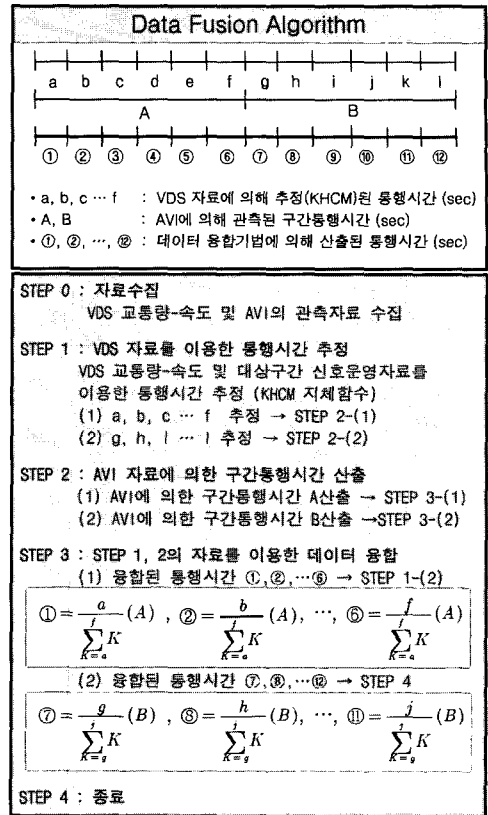 Data Fusion Algorithm
a b c d e f g h i j k l
A B
① ② ③ ④ ⑤ ⑥ ⑦ ⑧ ⑨ ⑩ ⑪ ⑫
• a, b, c ··· f : VDS 자료에 의해 추정(KHCM)된 통행시간 (sec)
• A, B : AVI에 의해 관측된 구간통행시간 (sec)
• ①, ②, ···, ⑫ : 데이터 융합기법에 의해 산출된 통행시간 (sec)
STEP 0 : 자료수집
VDS 교통량-속도 및 AVI의 관측자료 수집
STEP 1 : VDS 자료를 이용한 통행시간 추정
VDS 교통량-속도 및 대상구간 신호운영자료를
이용한 통행시간 추정 (KHCM 지체함수)
(1) a, b, c ··· f 추정 → STEP 2-(1)
(2) g, h, i ··· l 추정 → STEP 2-(2)
STEP 2 : AVI 자료에 의한 구간통행시간 산출
(1) AVI에 의한 구간통행시간 A산출 → STEP 3-(1)
(2) AVI에 의한 구간통행시간 B산출 →STEP 3-(2)
STEP 3 : STEP 1, 2의 자료를 이용한 데이터 융합
(1) 융합된 통행시간 ①,②,···⑥ → STEP 1-(2)
① = a / f∑K=a K (A) , ② = b / f∑K=a K (A), ···, ⑥ = f / f∑K=a K (A)
(2) 융합된 통행시간 ⑦,⑧,···⑫ → STEP 4
⑦ = g / j∑K=g K (B) , ⑧ = h / j∑K=g K (B), ···, ⑪ = j / j∑K=g K (B)
STEP 4 : 종료